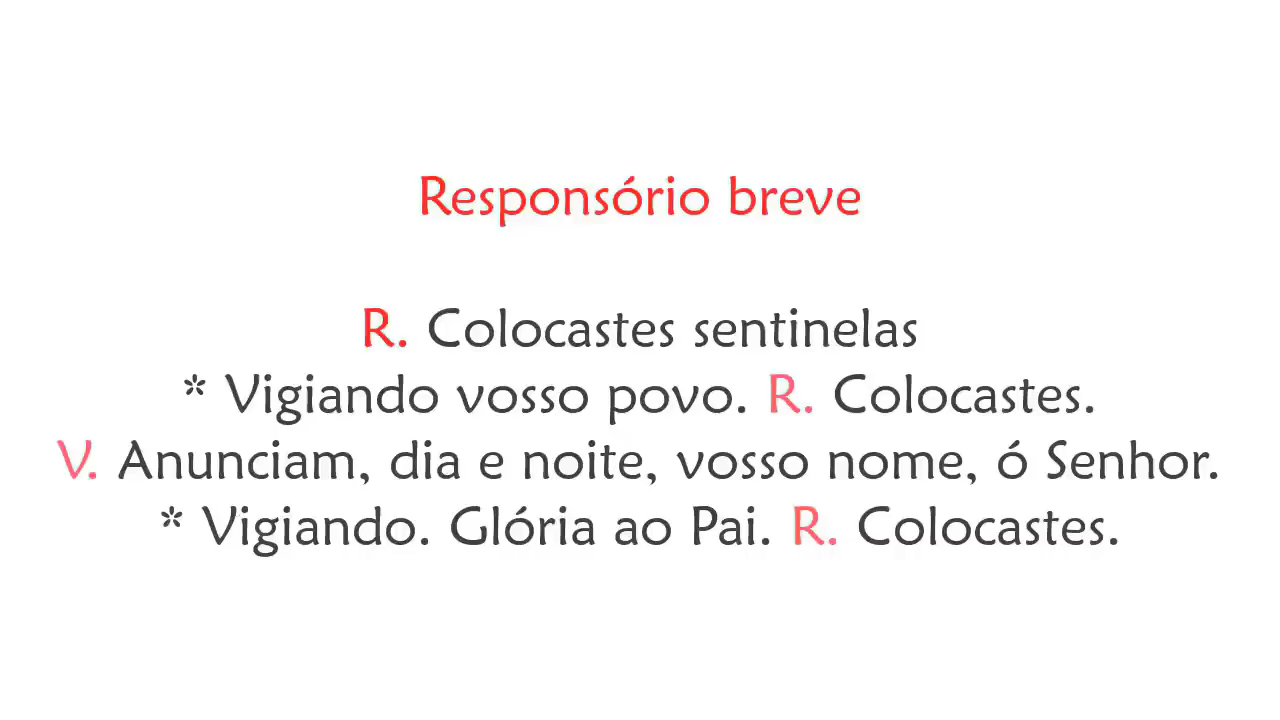 Responsório breve
R. Colocastes sentinelas
* Vigiando vosso povo. R. Colocastes.
V. Anunciam, dia e noite, vosso nome, ó Senhor.
* Vigiando. Glória ao Pai. R. Colocastes.